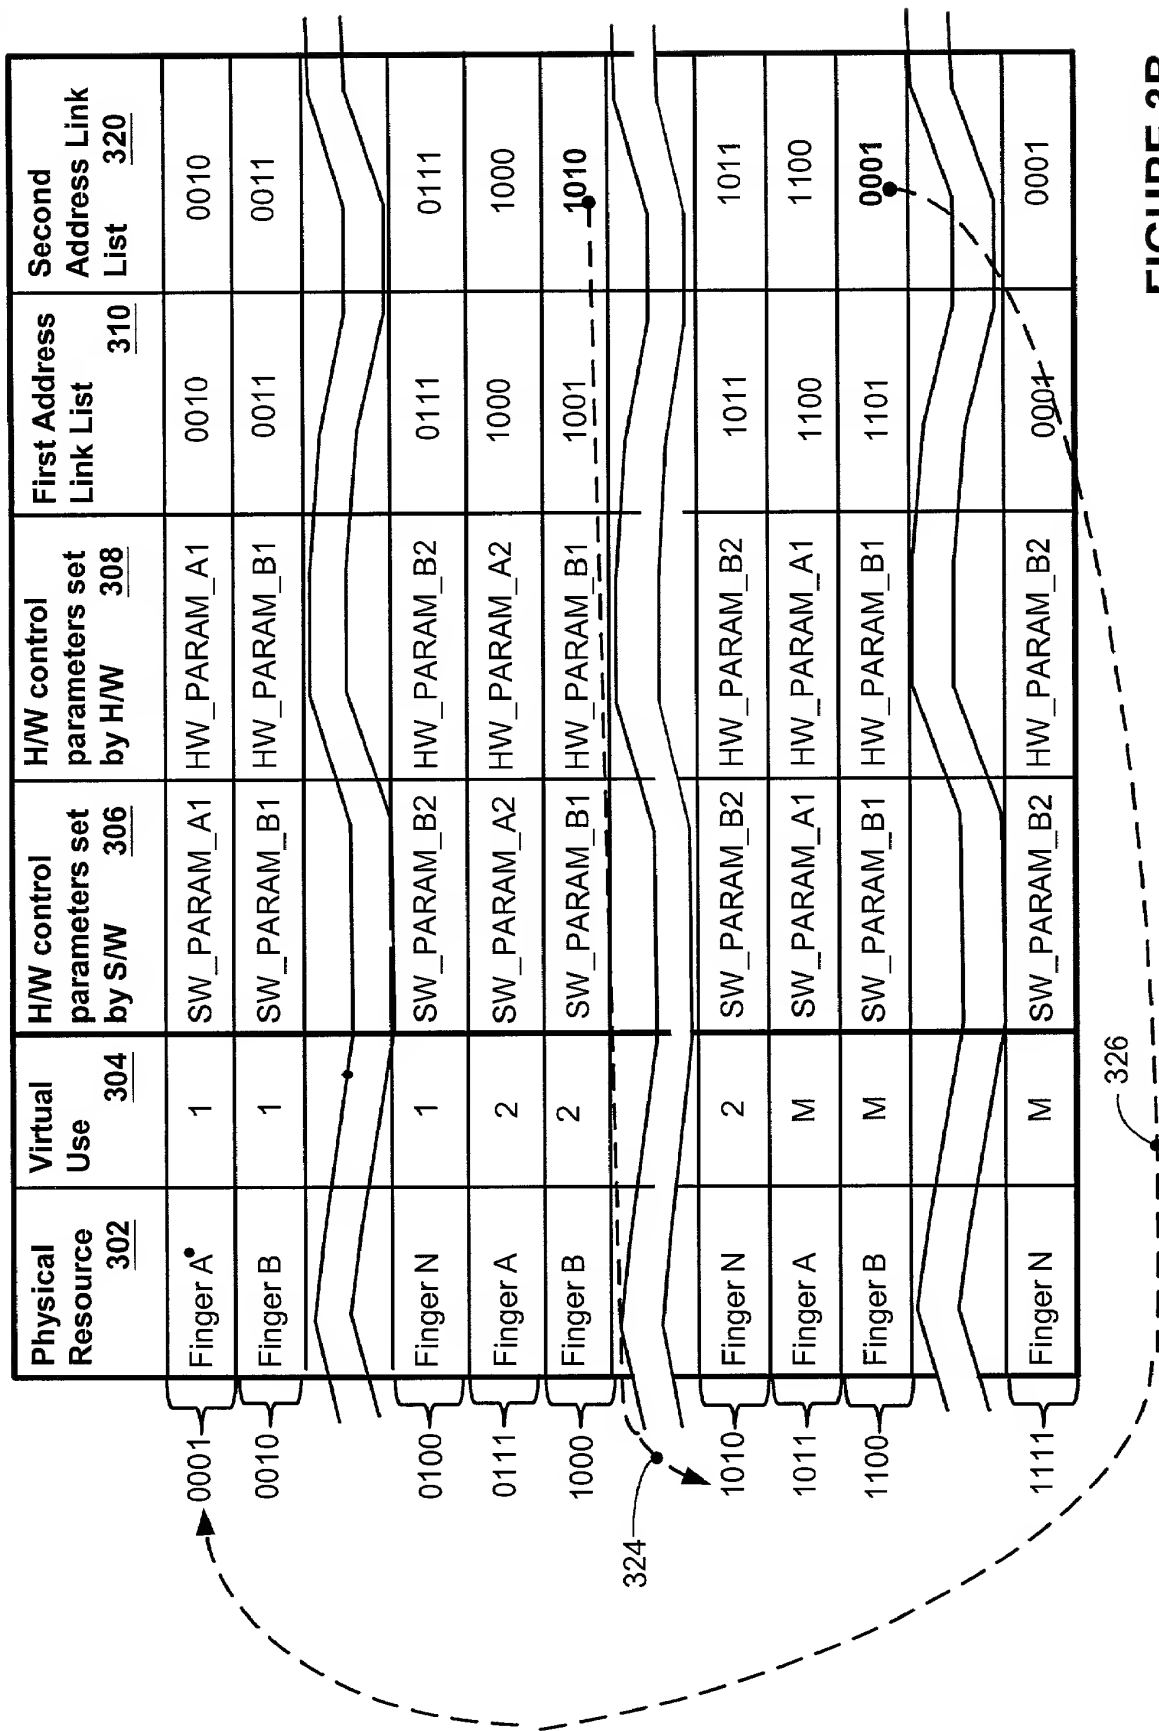 Physical Resource 302
Virtual Use 304
H/W control parameters set by S/W 306
H/W control parameters set by H/W 308
First Address Link List 310
Second Address Link List 320
0001 Finger A 1 SW_PARAM_A1 HW_PARAM_A1 0010 0010
0010 Finger B 1 SW_PARAM_B1 HW_PARAM_B1 0011 0011
0100 Finger N 1 SW_PARAM_B2 HW_PARAM_B2 0111 0111
0111 Finger A 2 SW_PARAM_A2 HW_PARAM_A2 1000 1000
1000 Finger B 2 SW_PARAM_B1 HW_PARAM_B1 1001 1010
324
1010 Finger N 2 SW_PARAM_B2 HW_PARAM_B2 1011 1011
1011 Finger A M SW_PARAM_A1 HW_PARAM_A1 1100 1100
1100 Finger B M SW_PARAM_B1 HW_PARAM_B1 1101 0001
1111 Finger N M SW_PARAM_B2 HW_PARAM_B2 0001 0001
326